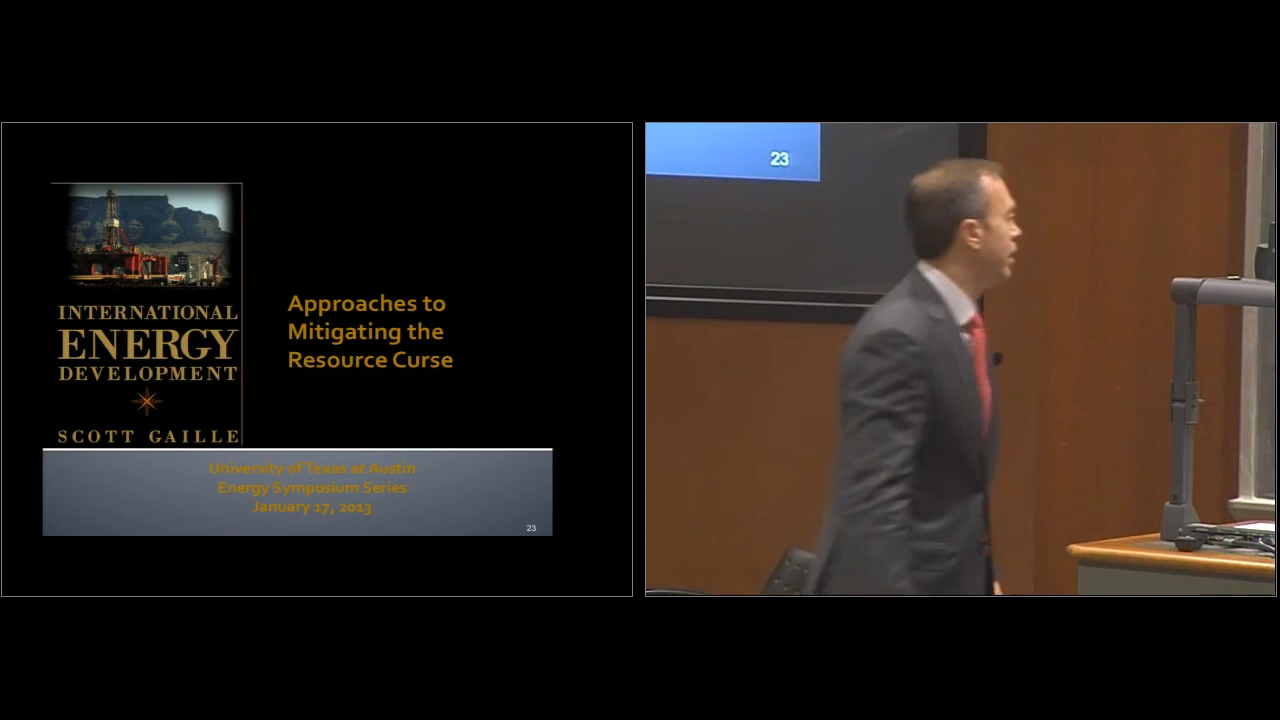 INTERNATIONAL
ENERGY
DEVELOPMENT
SCOTT GAILLE
Approaches to
Mitigating the
Resource Curse
University of Texas at Austin
Energy Symposium Series
January 17, 2013
23
23